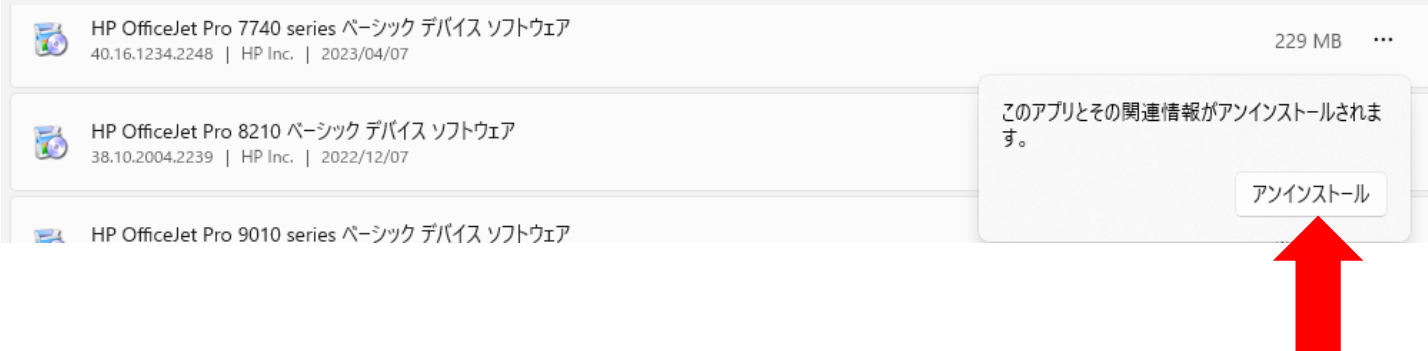 HP OfficeJet Pro 7740 series ベーシック デバイス ソフトウェア
40.16.1234.2248 | HP Inc. | 2023/04/07
229 MB
このアプリとその関連情報がアンインストールされま
す。
アンインストール
HP OfficeJet Pro 8210 ベーシック デバイス ソフトウェア
38.10.2004.2239 | HP Inc. | 2022/12/07
HP OfficeJet Pro 9010 series ベーシック デバイス ソフトウェア